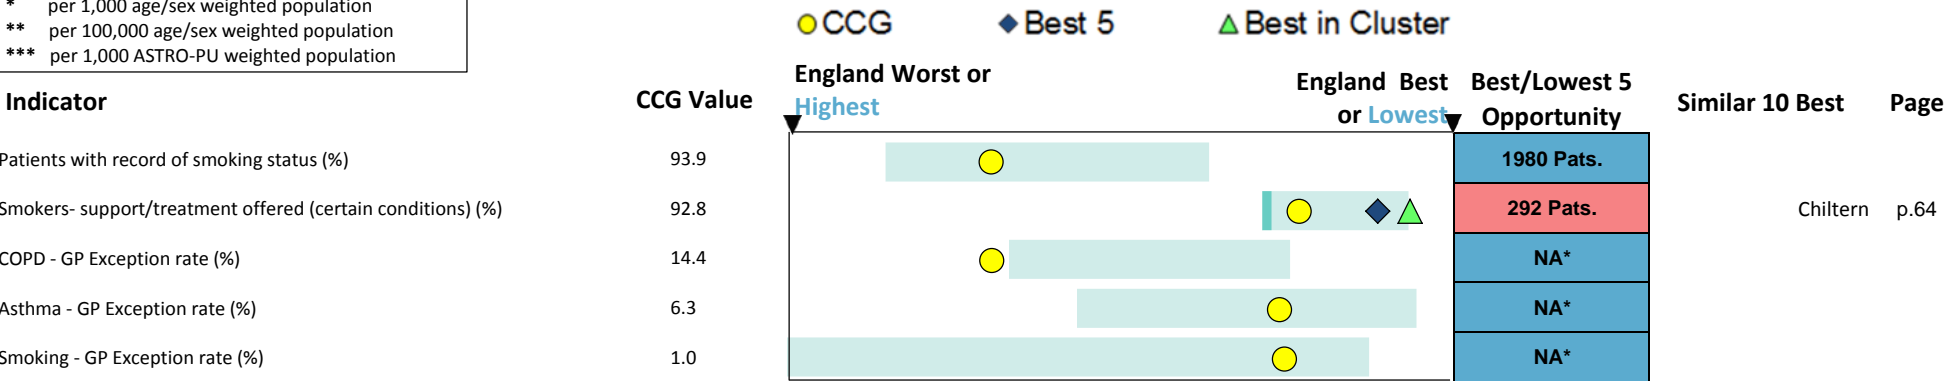 * per 1,000 age/sex weighted population
** per 100,000 age/sex weighted population
*** per 1,000 ASTRO-PU weighted population
CCG Best 5 Best in Cluster
Indicator
CCG Value
England Worst or
Highest
England Best
or Lowest
Best/Lowest 5
Opportunity
Similar 10 Best
Page
Patients with record of smoking status (%) 93.9 1980 Pats.
Smokers- support/treatment offered (certain conditions) (%) 92.8 292 Pats. Chiltern p.64
COPD - GP Exception rate (%) 14.4 NA*
Asthma - GP Exception rate (%) 6.3 NA*
Smoking - GP Exception rate (%) 1.0 NA*